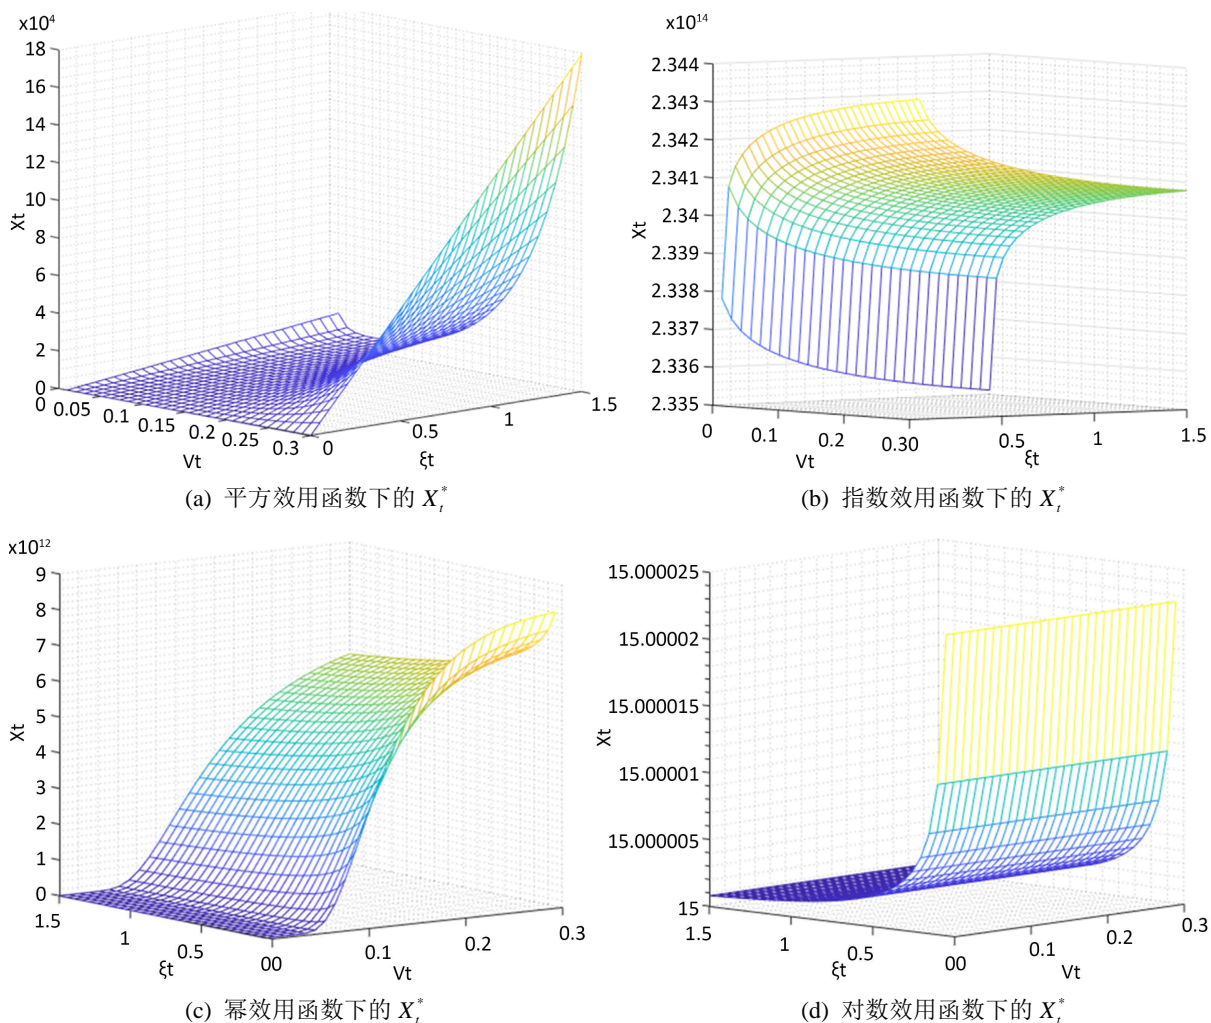 x10⁴
18
16
14
12
10
8
6
4
2
0
Xt
0 0.05 0.1 0.15 0.2 0.25 0.3
Vt
0 0.5 1 1.5
ξt
(a) 平方效用函数下的 X_t^*
x10¹⁴
2.344
2.343
2.342
2.341
2.34
2.339
2.338
2.337
2.336
2.335
Xt
0 0.1 0.2 0.30 0.5 1 1.5
Vt
ξt
(b) 指数效用函数下的 X_t^*
x10¹²
9
8
7
6
5
4
3
2
1
0
Xt
1.5 1 0.5 00 0.1 0.2 0.3
ξt
Vt
(c) 幂效用函数下的 X_t^*
15.000025
15.00002
15.000015
15.00001
15.000005
15
Xt
1.5 1 0.5 00 0.1 0.2 0.3
ξt
Vt
(d) 对数效用函数下的 X_t^*